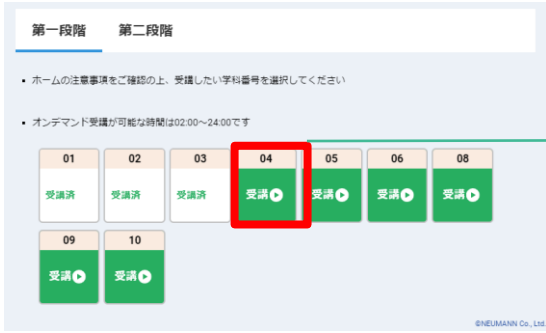 第一段階 第二段階
ホームの注意事項をご確認の上、受講したい学科番号を選択してください
オンデマンド受講が可能な時間は02:00～24:00です
01 02 03 04 05 06 08
受講済 受講済 受講済 受講 受講 受講 受講
09 10
受講 受講
©NEUMANN Co., Ltd.